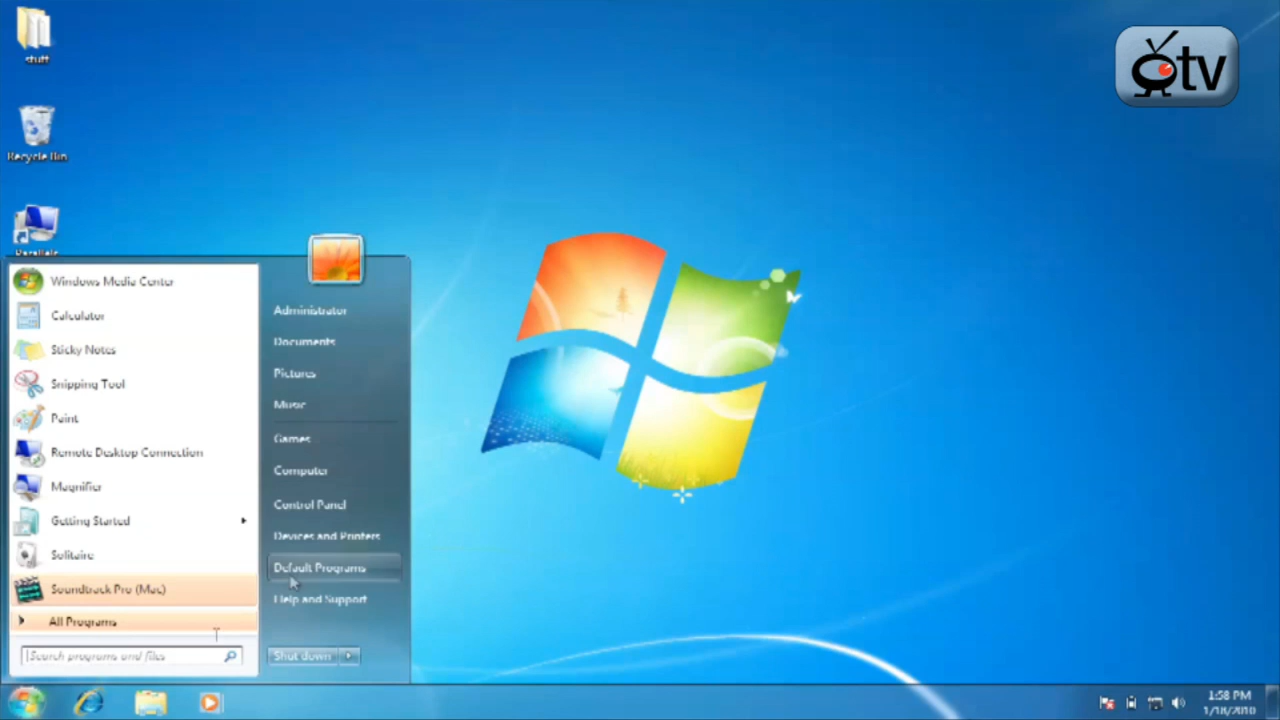 stuff
Recycle Bin
Parallels
tv
Windows Media Center
Calculator
Sticky Notes
Snipping Tool
Paint
Remote Desktop Connection
Magnifier
Getting Started
Solitaire
Soundtrack Pro (Mac)
All Programs
Search programs and files
Administrator
Documents
Pictures
Music
Games
Computer
Control Panel
Devices and Printers
Default Programs
Help and Support
Shut down
1:58 PM
1/18/2010